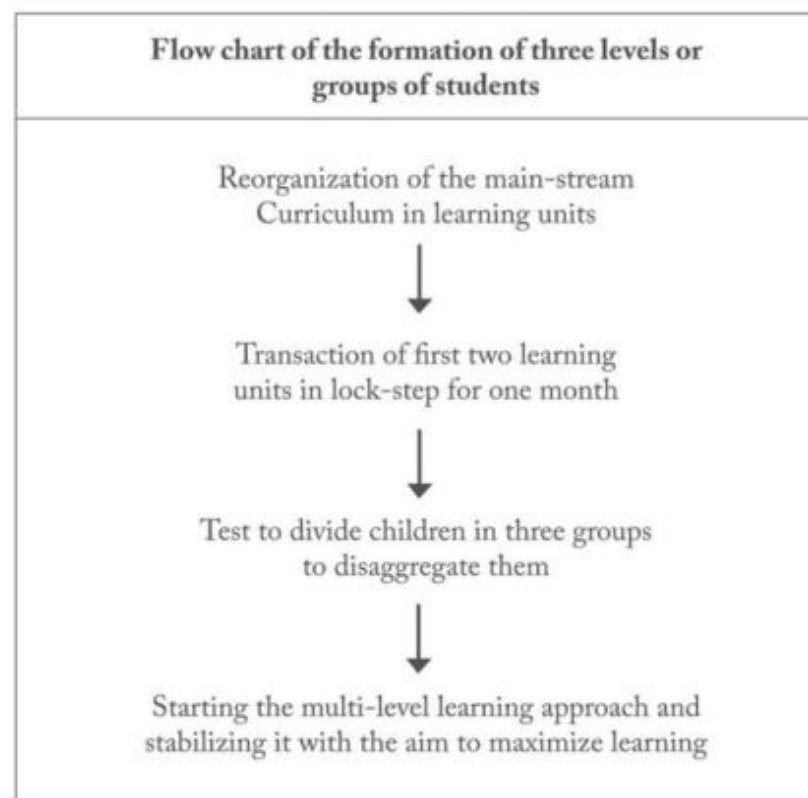 Flow chart of the formation of three levels or
groups of students
Reorganization of the main-stream
Curriculum in learning units
Transaction of first two learning
units in lock-step for one month
Test to divide children in three groups
to disaggregate them
Starting the multi-level learning approach and
stabilizing it with the aim to maximize learning